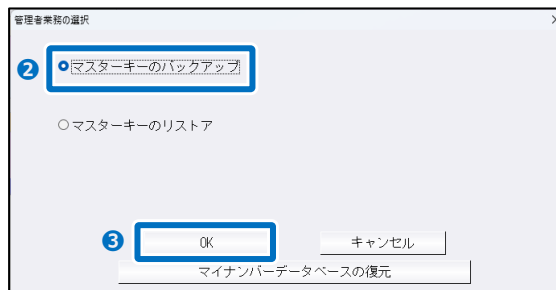 管理者業務の選択
❷
マスターキーのバックアップ
マスターキーのリストア
❸
OK
キャンセル
マイナンバーデータベースの復元